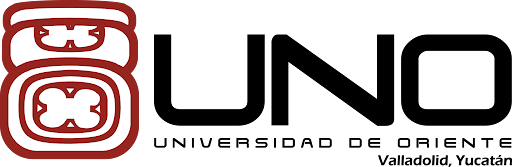 UNO
UNIVERSIDAD DE ORIENTE
Valladolid, Yucatán